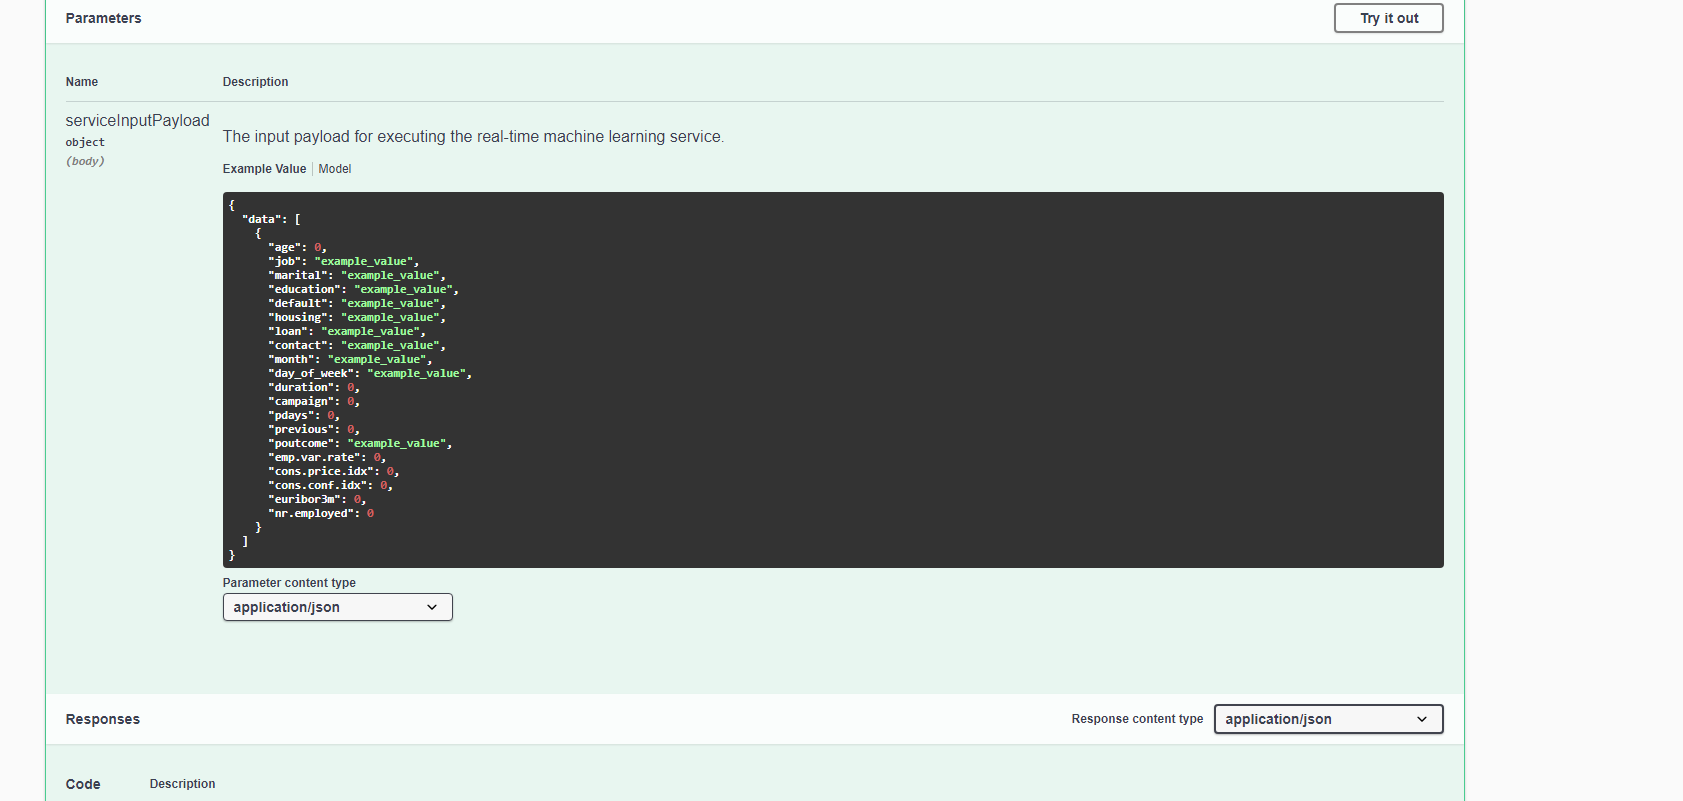 Parameters
Try it out
Name Description
serviceInputPayload
object
(body)
The input payload for executing the real-time machine learning service.
Example Value Model
{
"data": [
{
"age": 0,
"job": "example_value",
"marital": "example_value",
"education": "example_value",
"default": "example_value",
"housing": "example_value",
"loan": "example_value",
"contact": "example_value",
"month": "example_value",
"day_of_week": "example_value",
"duration": 0,
"campaign": 0,
"pdays": 0,
"previous": 0,
"poutcome": "example_value",
"emp.var.rate": 0,
"cons.price.idx": 0,
"cons.conf.idx": 0,
"euribor3m": 0,
"nr.employed": 0
}
]
}
Parameter content type
application/json
Responses
Response content type
application/json
Code Description